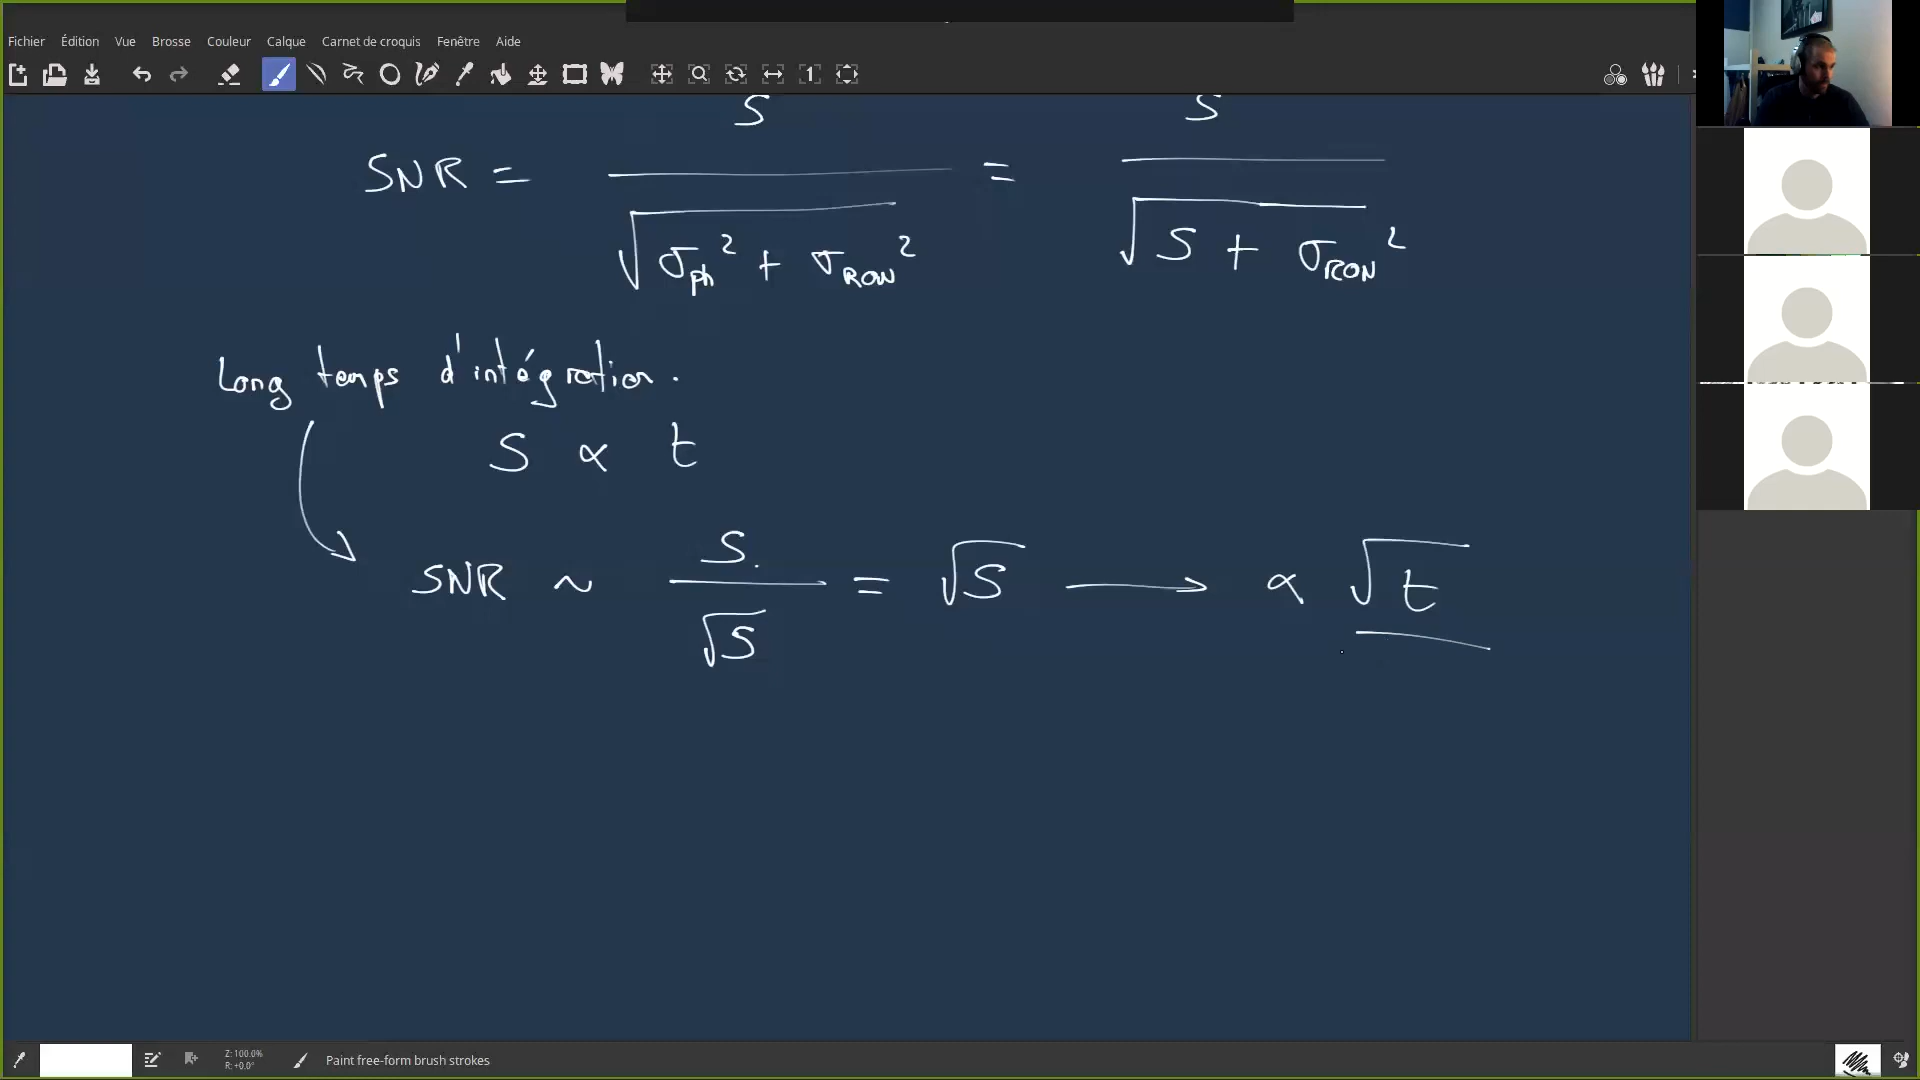 Fichier Édition Vue Brosse Couleur Calque Carnet de croquis Fenêtre Aide
SNR = S / √(σph² + σRON²) = S / √(S + σRON²)
Long temps d'intégration.
S ∝ t
SNR ~ S / √S = √S → ∝ √t
Z: 100.0%
R: +0.0°
Paint free-form brush strokes